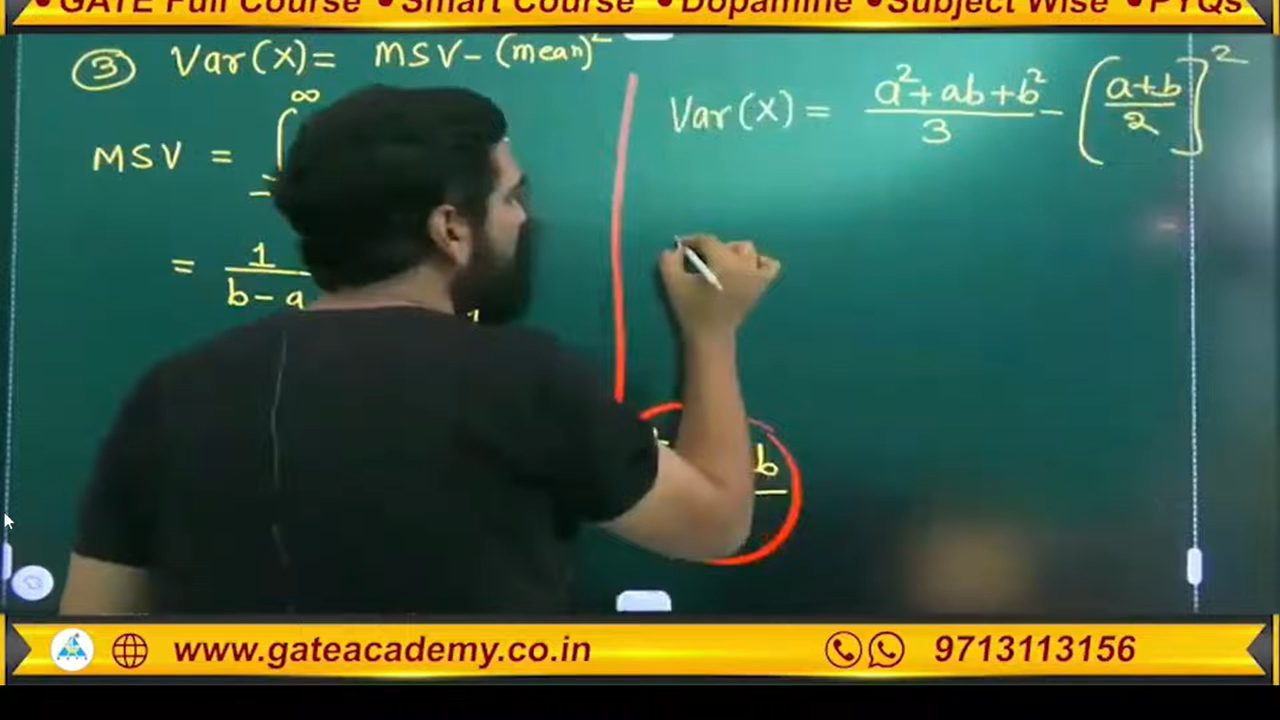 •GATE Full Course •Smart Course •Dopamine •Subject Wise •PYQs
③ Var(X)= MSV-(mean)²
MSV = ∫ ∞
= 1/(b-a)
Var(X)= (a²+ab+b²)/3 - [(a+b)/2]²
b
www.gateacademy.co.in 9713113156